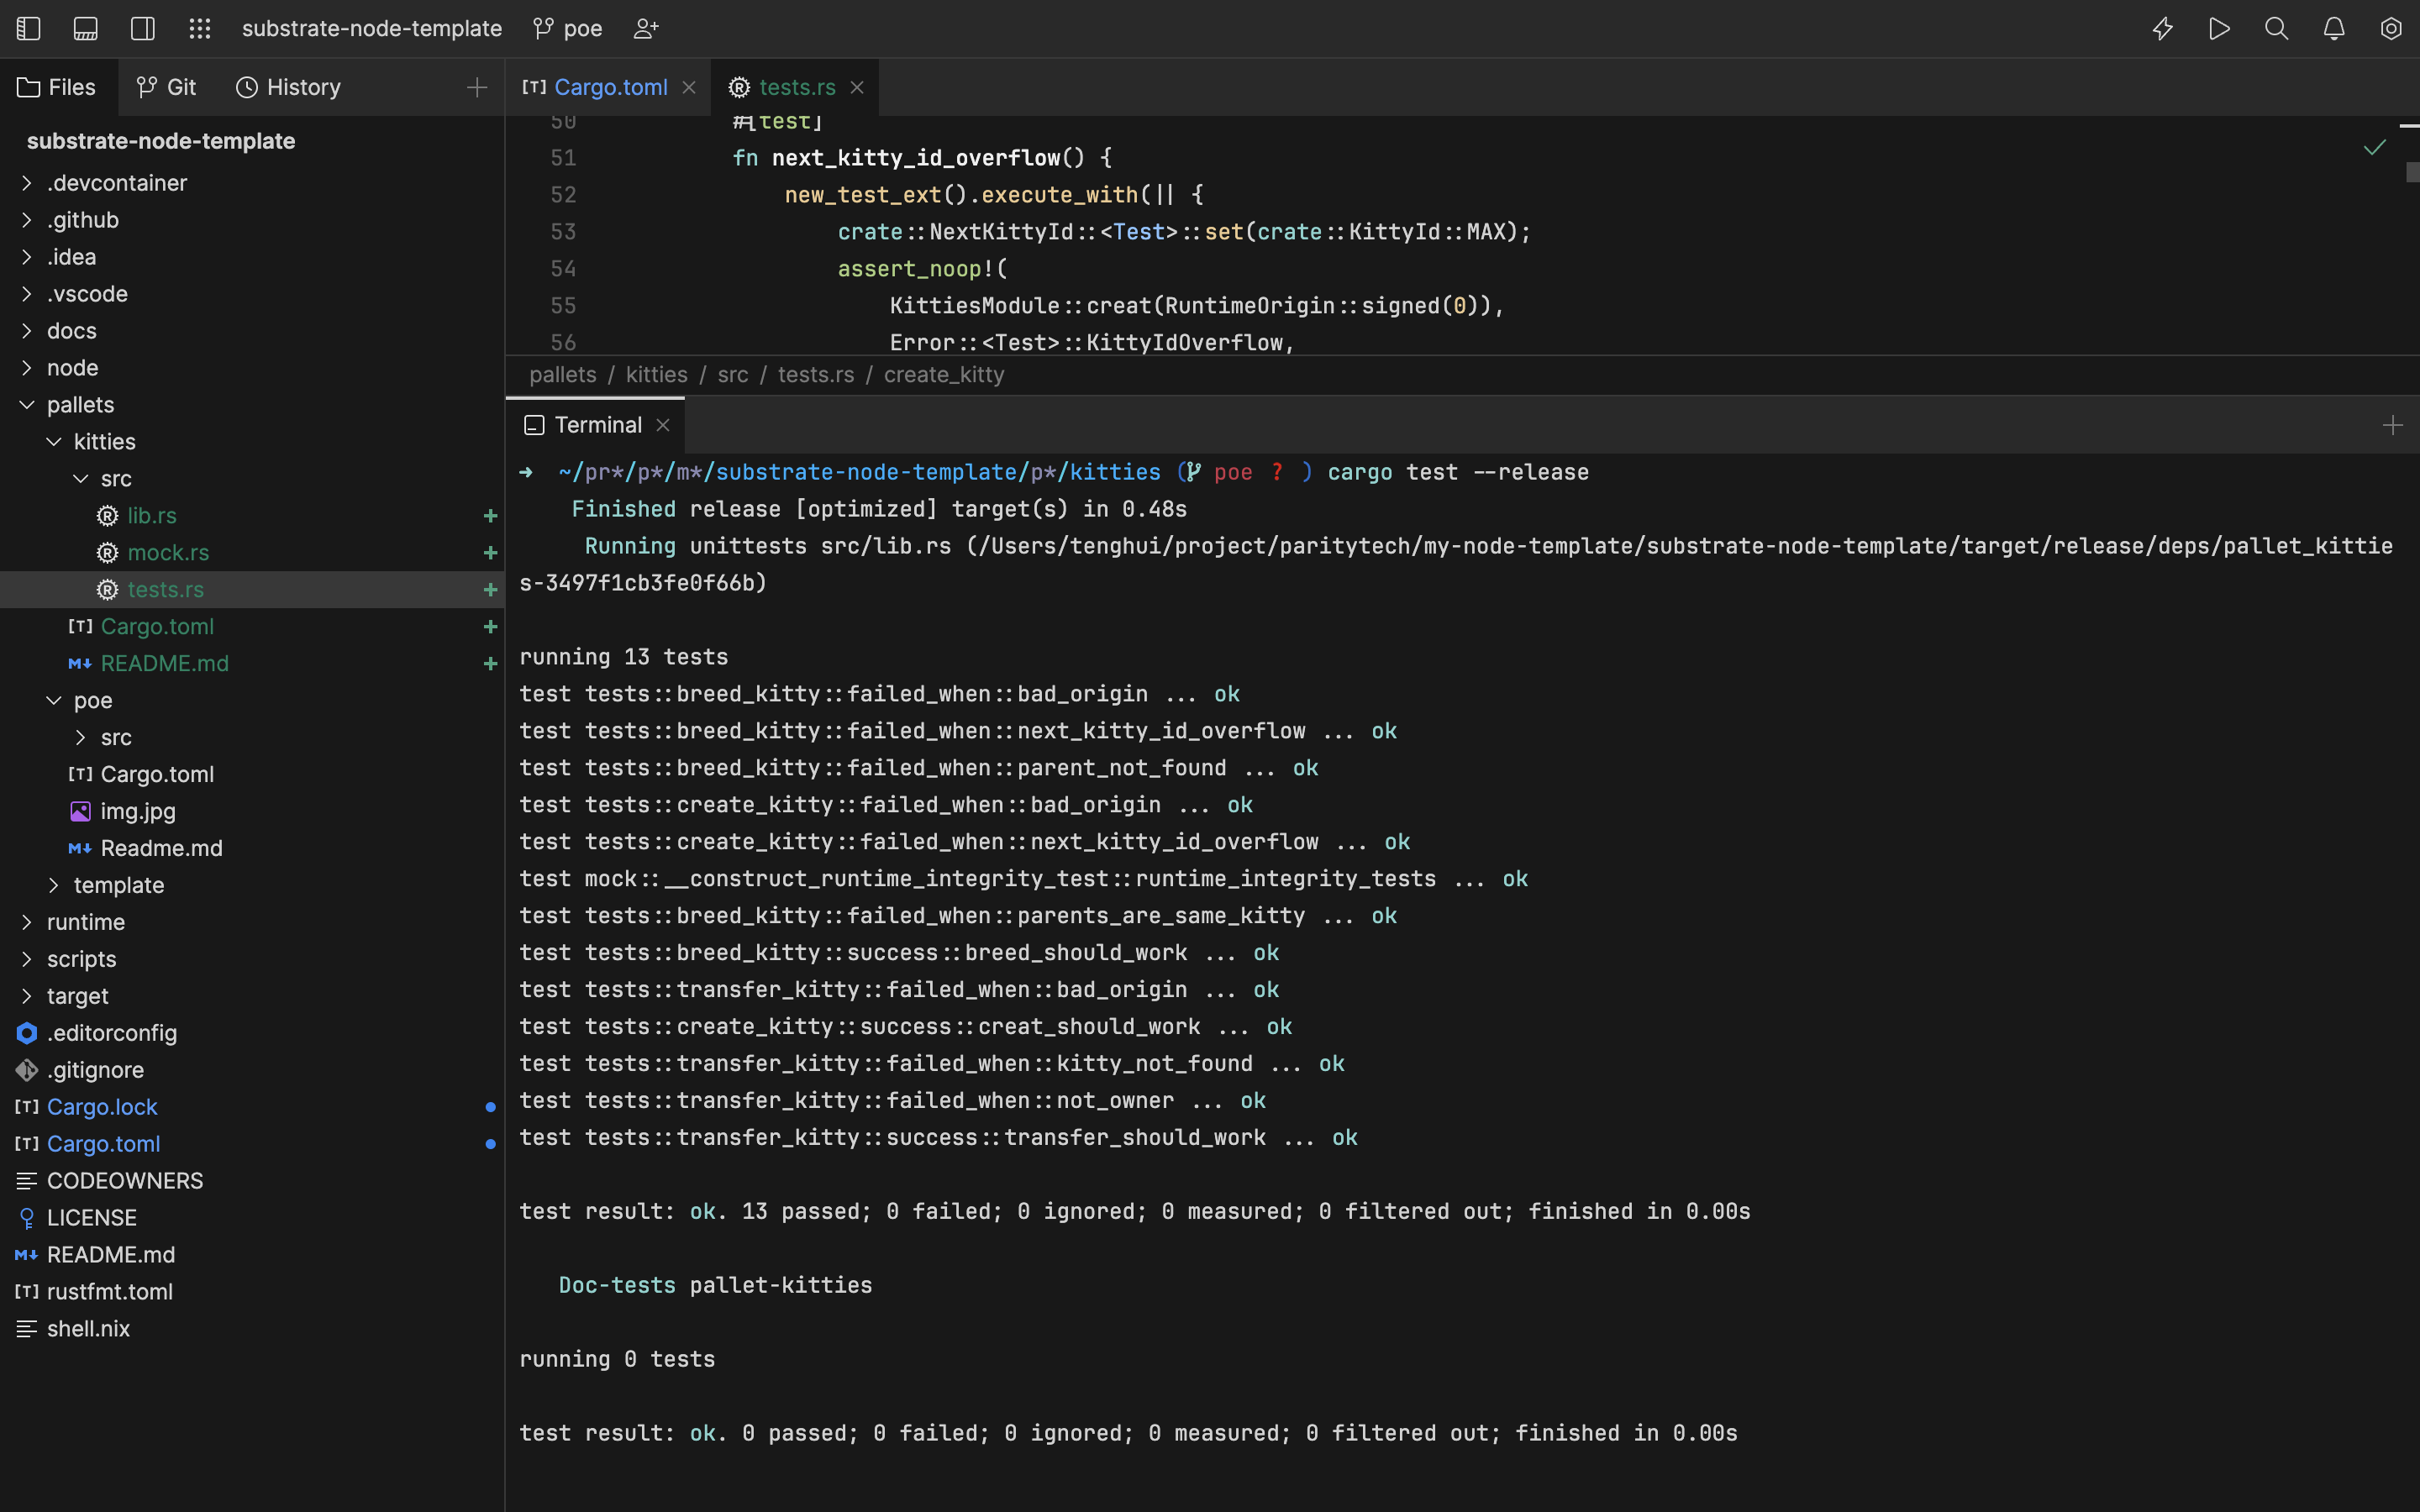 substrate-node-template poe
Files Git History
substrate-node-template
.devcontainer
.github
.idea
.vscode
docs
node
pallets
kitties
src
lib.rs +
mock.rs +
tests.rs +
[T] Cargo.toml +
M↓ README.md +
poe
src
[T] Cargo.toml
img.jpg
M↓ Readme.md
template
runtime
scripts
target
.editorconfig
.gitignore
[T] Cargo.lock
[T] Cargo.toml
CODEOWNERS
LICENSE
M↓ README.md
[T] rustfmt.toml
shell.nix
[T] Cargo.toml tests.rs
50 #[test]
51 fn next_kitty_id_overflow() {
52 new_test_ext().execute_with(|| {
53 crate::NextKittyId::<Test>::set(crate::KittyId::MAX);
54 assert_noop!(
55 KittiesModule::creat(RuntimeOrigin::signed(0)),
56 Error::<Test>::KittyIdOverflow,
pallets / kitties / src / tests.rs / create_kitty
Terminal
➜ ~/pr*/p*/m*/substrate-node-template/p*/kitties ( poe ? ) cargo test --release
Finished release [optimized] target(s) in 0.48s
Running unittests src/lib.rs (/Users/tenghui/project/paritytech/my-node-template/substrate-node-template/target/release/deps/pallet_kittie
s-3497f1cb3fe0f66b)
running 13 tests
test tests::breed_kitty::failed_when::bad_origin ... ok
test tests::breed_kitty::failed_when::next_kitty_id_overflow ... ok
test tests::breed_kitty::failed_when::parent_not_found ... ok
test tests::create_kitty::failed_when::bad_origin ... ok
test tests::create_kitty::failed_when::next_kitty_id_overflow ... ok
test mock::__construct_runtime_integrity_test::runtime_integrity_tests ... ok
test tests::breed_kitty::failed_when::parents_are_same_kitty ... ok
test tests::breed_kitty::success::breed_should_work ... ok
test tests::transfer_kitty::failed_when::bad_origin ... ok
test tests::create_kitty::success::creat_should_work ... ok
test tests::transfer_kitty::failed_when::kitty_not_found ... ok
test tests::transfer_kitty::failed_when::not_owner ... ok
test tests::transfer_kitty::success::transfer_should_work ... ok
test result: ok. 13 passed; 0 failed; 0 ignored; 0 measured; 0 filtered out; finished in 0.00s
Doc-tests pallet-kitties
running 0 tests
test result: ok. 0 passed; 0 failed; 0 ignored; 0 measured; 0 filtered out; finished in 0.00s